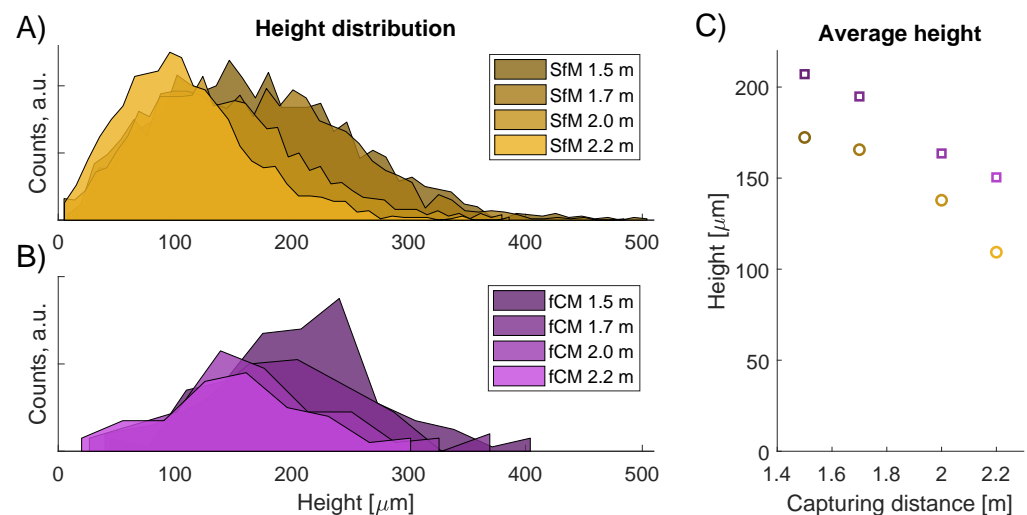 A)
Height distribution
Counts, a.u.
SfM 1.5 m
SfM 1.7 m
SfM 2.0 m
SfM 2.2 m
0 100 200 300 400 500
B)
Counts, a.u.
fCM 1.5 m
fCM 1.7 m
fCM 2.0 m
fCM 2.2 m
0 100 200 300 400 500
Height [μm]
C)
Average height
Height [μm]
200
150
100
50
0
1.4 1.6 1.8 2 2.2
Capturing distance [m]